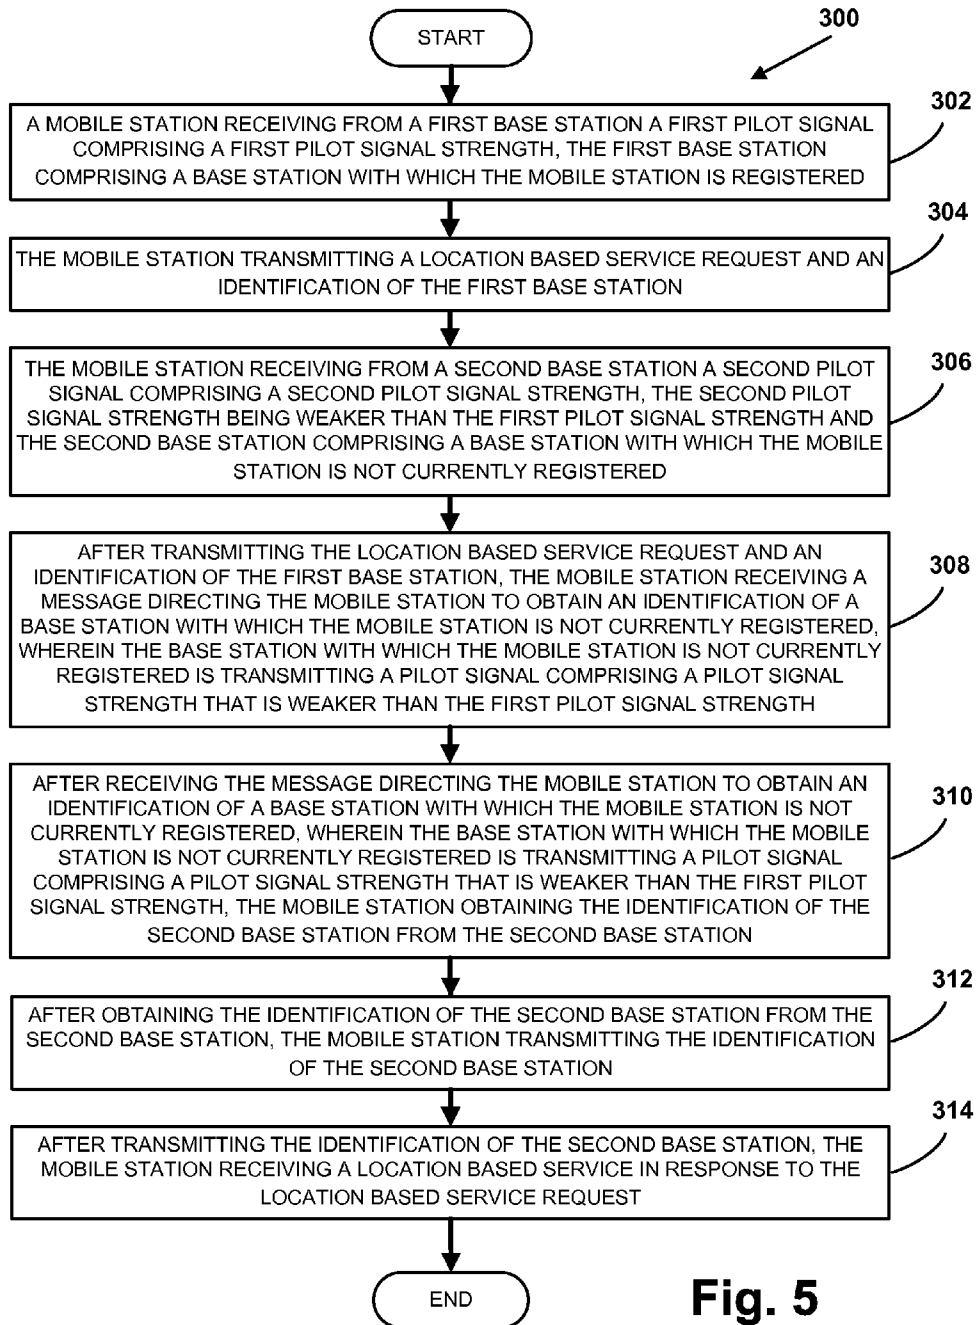 START
300
302
A MOBILE STATION RECEIVING FROM A FIRST BASE STATION A FIRST PILOT SIGNAL
COMPRISING A FIRST PILOT SIGNAL STRENGTH, THE FIRST BASE STATION
COMPRISING A BASE STATION WITH WHICH THE MOBILE STATION IS REGISTERED
304
THE MOBILE STATION TRANSMITTING A LOCATION BASED SERVICE REQUEST AND AN
IDENTIFICATION OF THE FIRST BASE STATION
306
THE MOBILE STATION RECEIVING FROM A SECOND BASE STATION A SECOND PILOT
SIGNAL COMPRISING A SECOND PILOT SIGNAL STRENGTH, THE SECOND PILOT
SIGNAL STRENGTH BEING WEAKER THAN THE FIRST PILOT SIGNAL STRENGTH AND
THE SECOND BASE STATION COMPRISING A BASE STATION WITH WHICH THE MOBILE
STATION IS NOT CURRENTLY REGISTERED
308
AFTER TRANSMITTING THE LOCATION BASED SERVICE REQUEST AND AN
IDENTIFICATION OF THE FIRST BASE STATION, THE MOBILE STATION RECEIVING A
MESSAGE DIRECTING THE MOBILE STATION TO OBTAIN AN IDENTIFICATION OF A
BASE STATION WITH WHICH THE MOBILE STATION IS NOT CURRENTLY REGISTERED,
WHEREIN THE BASE STATION WITH WHICH THE MOBILE STATION IS NOT CURRENTLY
REGISTERED IS TRANSMITTING A PILOT SIGNAL COMPRISING A PILOT SIGNAL
STRENGTH THAT IS WEAKER THAN THE FIRST PILOT SIGNAL STRENGTH
310
AFTER RECEIVING THE MESSAGE DIRECTING THE MOBILE STATION TO OBTAIN AN
IDENTIFICATION OF A BASE STATION WITH WHICH THE MOBILE STATION IS NOT
CURRENTLY REGISTERED, WHEREIN THE BASE STATION WITH WHICH THE MOBILE
STATION IS NOT CURRENTLY REGISTERED IS TRANSMITTING A PILOT SIGNAL
COMPRISING A PILOT SIGNAL STRENGTH THAT IS WEAKER THAN THE FIRST PILOT
SIGNAL STRENGTH, THE MOBILE STATION OBTAINING THE IDENTIFICATION OF THE
SECOND BASE STATION FROM THE SECOND BASE STATION
312
AFTER OBTAINING THE IDENTIFICATION OF THE SECOND BASE STATION FROM THE
SECOND BASE STATION, THE MOBILE STATION TRANSMITTING THE IDENTIFICATION
OF THE SECOND BASE STATION
314
AFTER TRANSMITTING THE IDENTIFICATION OF THE SECOND BASE STATION, THE
MOBILE STATION RECEIVING A LOCATION BASED SERVICE IN RESPONSE TO THE
LOCATION BASED SERVICE REQUEST
END
Fig. 5